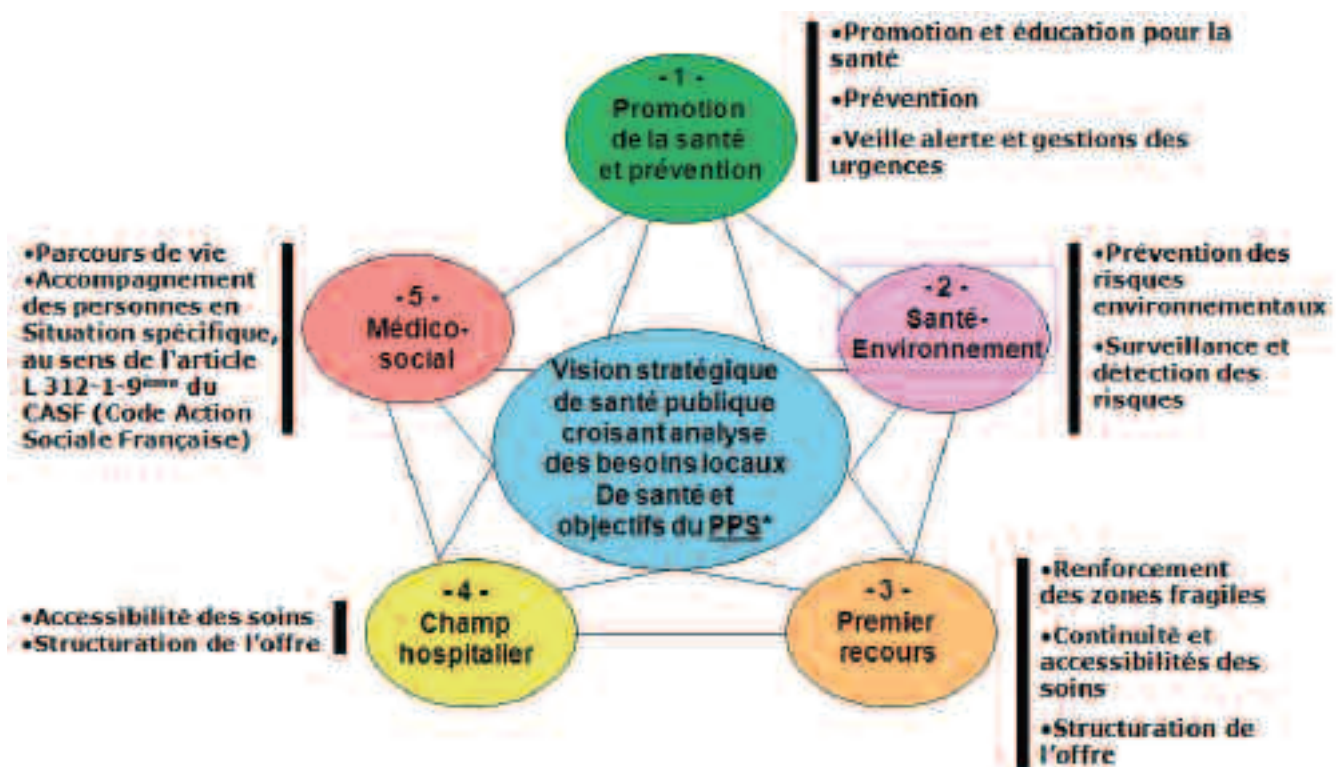 - 1 -
Promotion
de la santé
et prévention
•Promotion et éducation pour la
santé
•Prévention
•Veille alerte et gestions des
urgences
- 2 -
Santé-
Environnement
•Prévention des
risques
environnementaux
•Surveillance et
détection des
risques
- 3 -
Premier
recours
•Renforcement
des zones fragiles
•Continuité et
accessibilités des
soins
•Structuration de
l'offre
- 4 -
Champ
hospitalier
•Accessibilité des soins
•Structuration de l'offre
- 5 -
Médico-
social
•Parcours de vie
•Accompagnement
des personnes en
Situation spécifique,
au sens de l'article
L 312-1-9ème du
CASF (Code Action
Sociale Française)
Vision stratégique
de santé publique
croisant analyse
des besoins locaux
De santé et
objectifs du PPS*